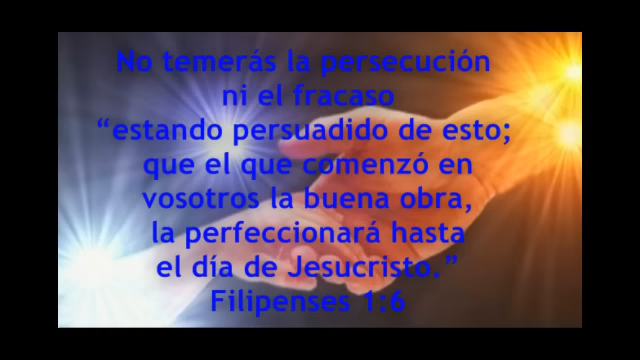 No temerás la persecución
ni el fracaso
“estando persuadido de esto;
que el que comenzó en
vosotros la buena obra,
la perfeccionará hasta
el día de Jesucristo.”
Filipenses 1:6